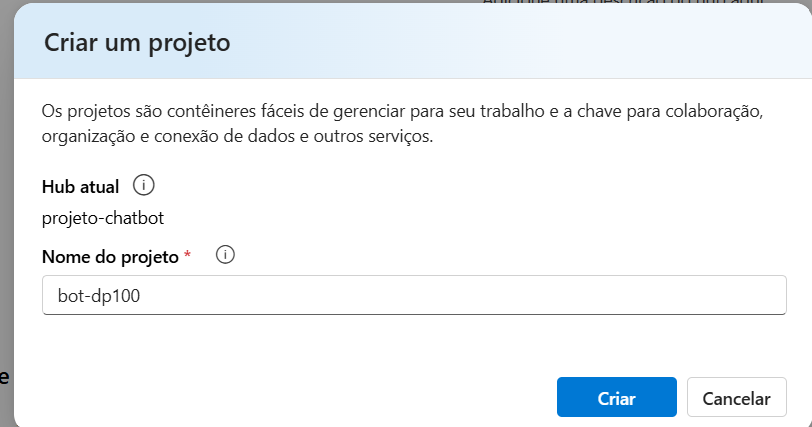 Criar um projeto
Os projetos são contêineres fáceis de gerenciar para seu trabalho e a chave para colaboração,
organização e conexão de dados e outros serviços.
Hub atual
projeto-chatbot
Nome do projeto *
bot-dp100
e
Criar
Cancelar